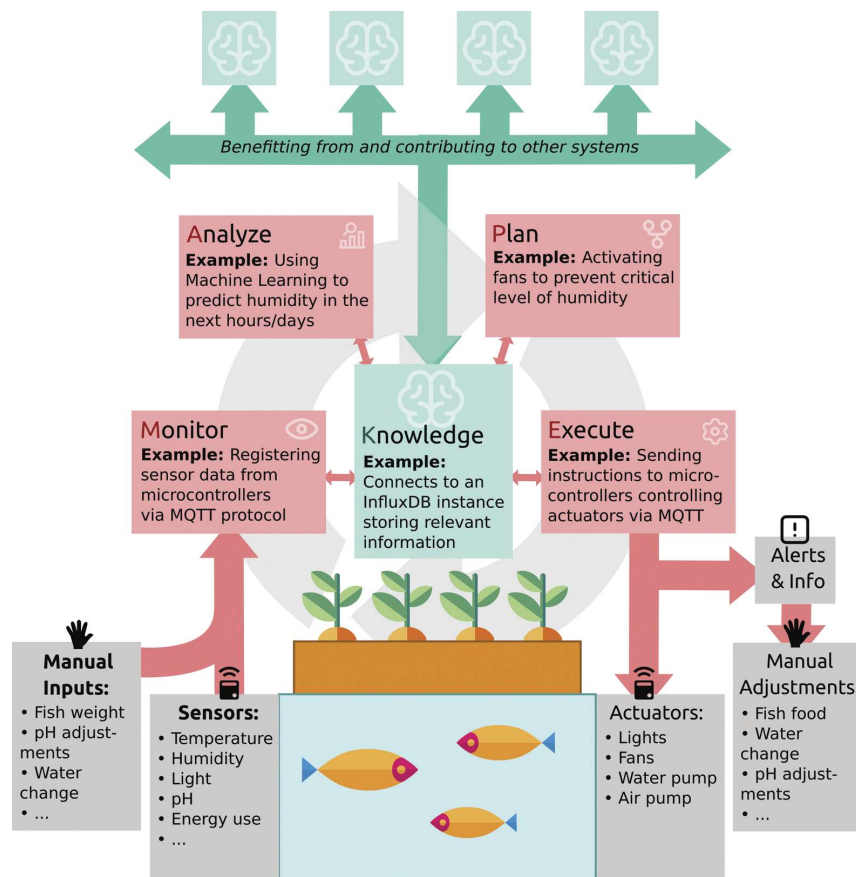 Benefitting from and contributing to other systems
Analyze
Example: Using
Machine Learning to
predict humidity in the
next hours/days
Plan
Example: Activating
fans to prevent critical
level of humidity
Monitor
Example: Registering
sensor data from
microcontrollers
via MQTT protocol
Knowledge
Example:
Connects to an
InfluxDB instance
storing relevant
information
Execute
Example: Sending
instructions to micro-
controllers controlling
actuators via MQTT
Alerts
& Info
Manual
Inputs:
• Fish weight
• pH adjust-
ments
• Water
change
• ...
Sensors:
• Temperature
• Humidity
• Light
• pH
• Energy use
• ...
Actuators:
• Lights
• Fans
• Water pump
• Air pump
Manual
Adjustments:
• Fish food
• Water
change
• pH adjust-
ments
• ...